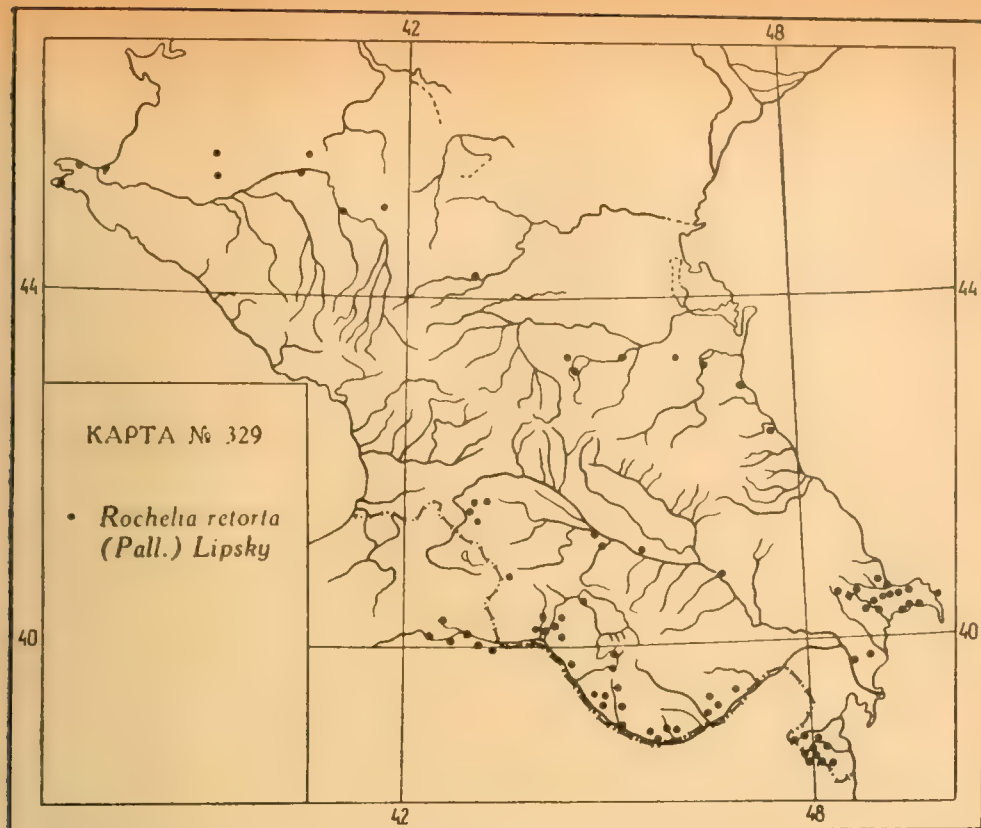 42 48
44 44
КАРТА № 329
• Rochelia retorta
(Pall.) Lipsky
40 40
42 48